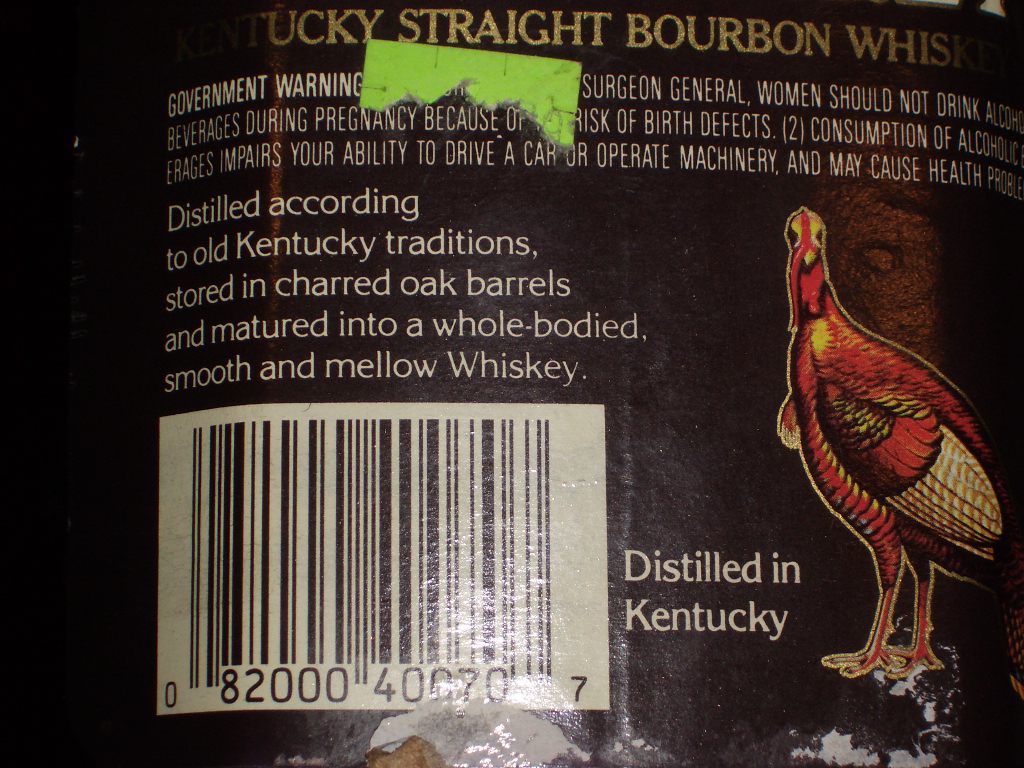 KENTUCKY STRAIGHT BOURBON WHISKE
GOVERNMENT WARNING SURGEON GENERAL, WOMEN SHOULD NOT DRINK ALCOHO
BEVERAGES DURING PREGNANCY BECAUSE OF RISK OF BIRTH DEFECTS. (2) CONSUMPTION OF ALCOHOLIC
ERAGES IMPAIRS YOUR ABILITY TO DRIVE A CAR OR OPERATE MACHINERY, AND MAY CAUSE HEALTH PROBLE
Distilled according
to old Kentucky traditions,
stored in charred oak barrels
and matured into a whole-bodied,
smooth and mellow Whiskey.
Distilled in
Kentucky
0 82000 40070 7